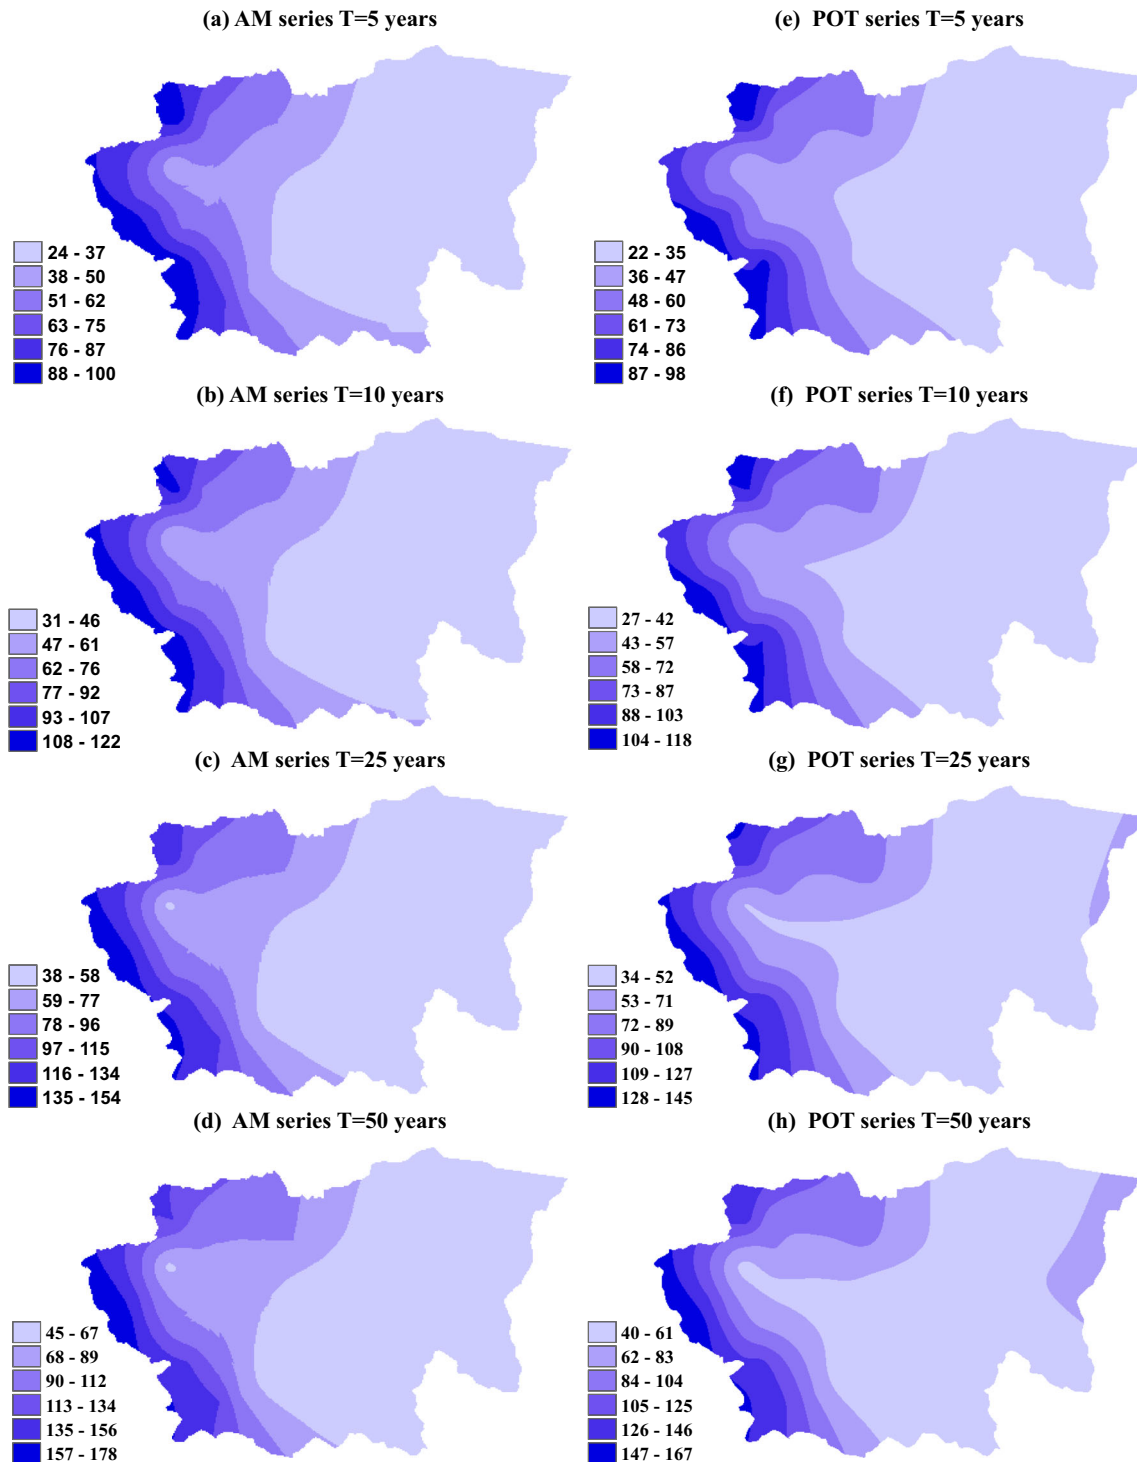 (a) AM series T=5 years
24 - 37
38 - 50
51 - 62
63 - 75
76 - 87
88 - 100
(e) POT series T=5 years
22 - 35
36 - 47
48 - 60
61 - 73
74 - 86
87 - 98
(b) AM series T=10 years
31 - 46
47 - 61
62 - 76
77 - 92
93 - 107
108 - 122
(f) POT series T=10 years
27 - 42
43 - 57
58 - 72
73 - 87
88 - 103
104 - 118
(c) AM series T=25 years
38 - 58
59 - 77
78 - 96
97 - 115
116 - 134
135 - 154
(g) POT series T=25 years
34 - 52
53 - 71
72 - 89
90 - 108
109 - 127
128 - 145
(d) AM series T=50 years
45 - 67
68 - 89
90 - 112
113 - 134
135 - 156
157 - 178
(h) POT series T=50 years
40 - 61
62 - 83
84 - 104
105 - 125
126 - 146
147 - 167